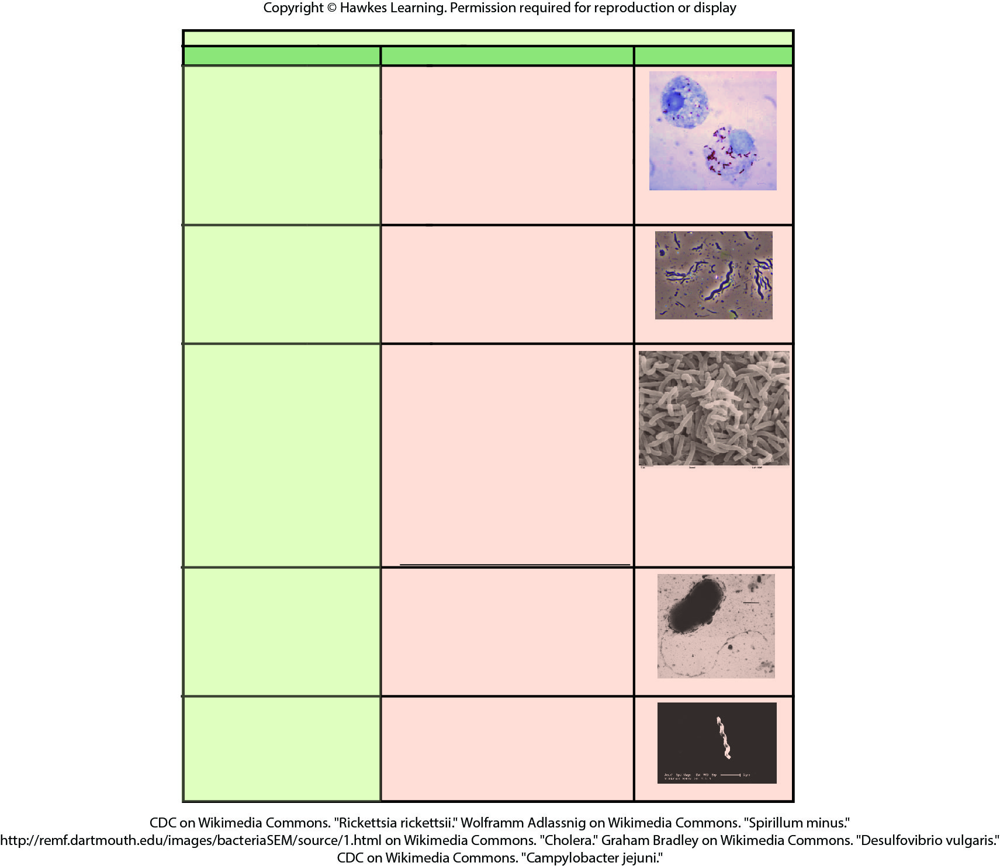 Copyright © Hawkes Learning. Permission required for reproduction or display
CDC on Wikimedia Commons. "Rickettsia rickettsii." Wolframm Adlassnig on Wikimedia Commons. "Spirillum minus."
http://remf.dartmouth.edu/images/bacteriaSEM/source/1.html on Wikimedia Commons. "Cholera." Graham Bradley on Wikimedia Commons. "Desulfovibrio vulgaris."
CDC on Wikimedia Commons. "Campylobacter jejuni."